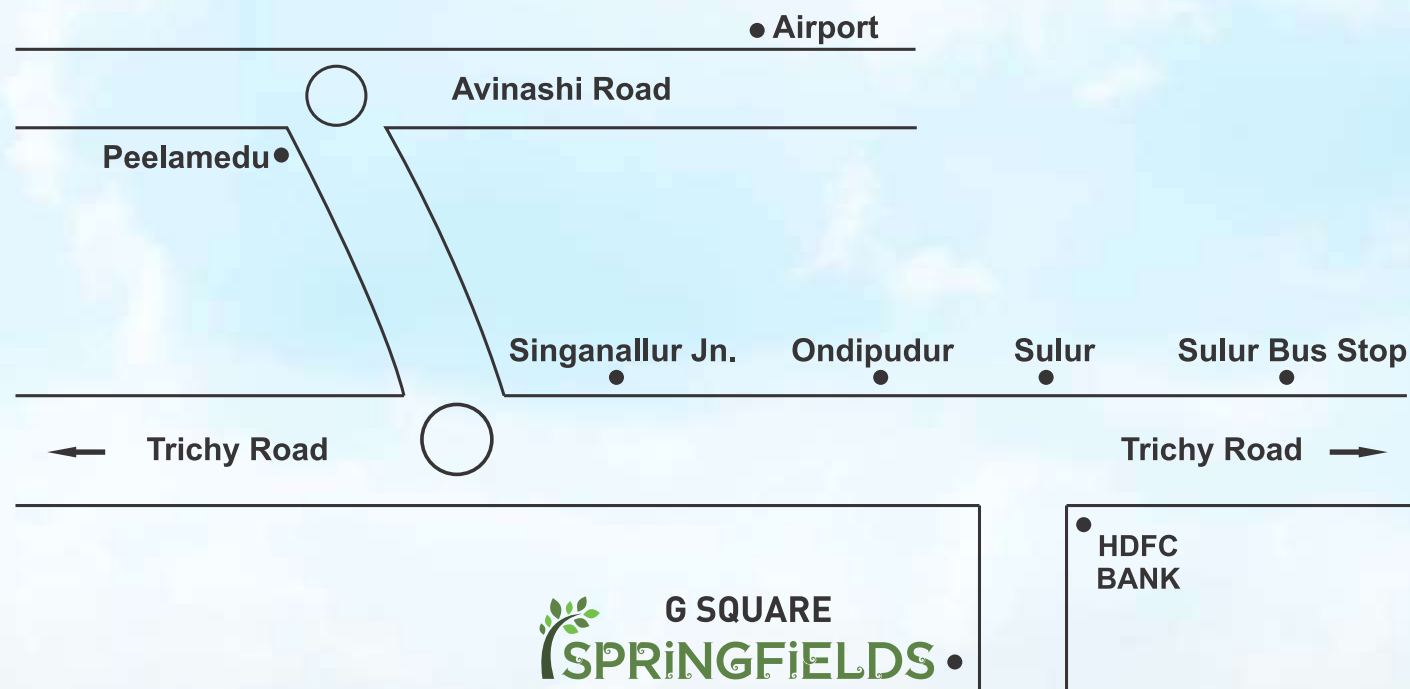 Airport
Avinashi Road
Peelamedu
Singanallur Jn.
Ondipudur
Sulur
Sulur Bus Stop
Trichy Road
Trichy Road
HDFC
BANK
G SQUARE
SPRiNGFiELDS